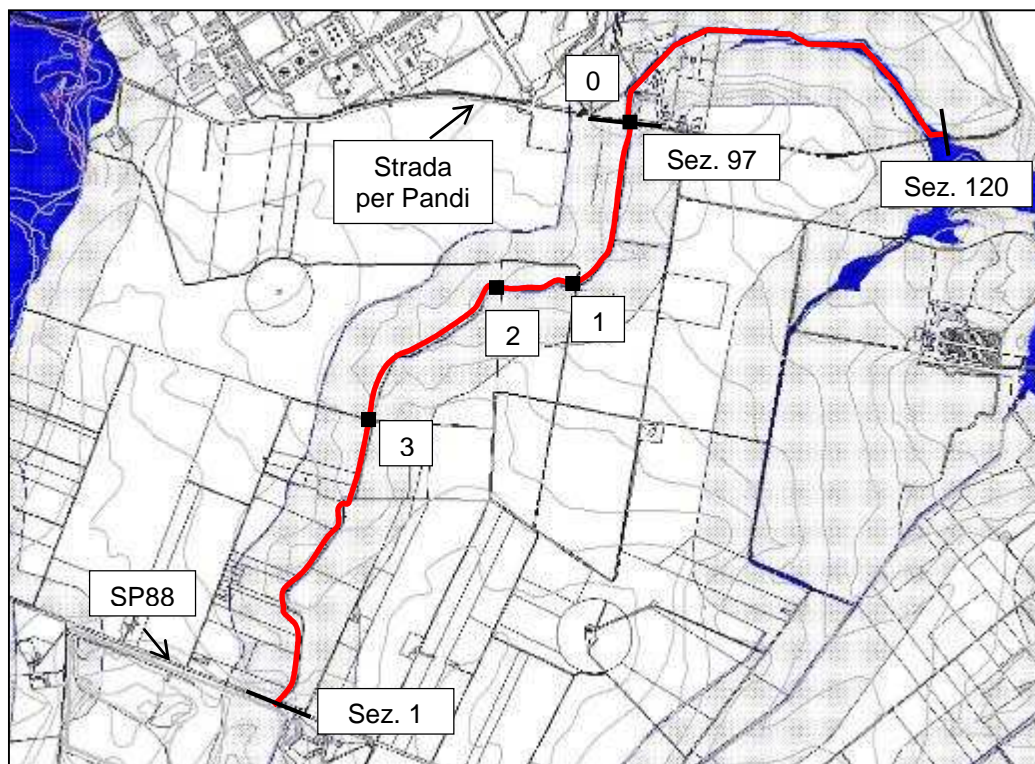 0
Strada
per Pandi
Sez. 97
Sez. 120
2
1
3
SP88
Sez. 1